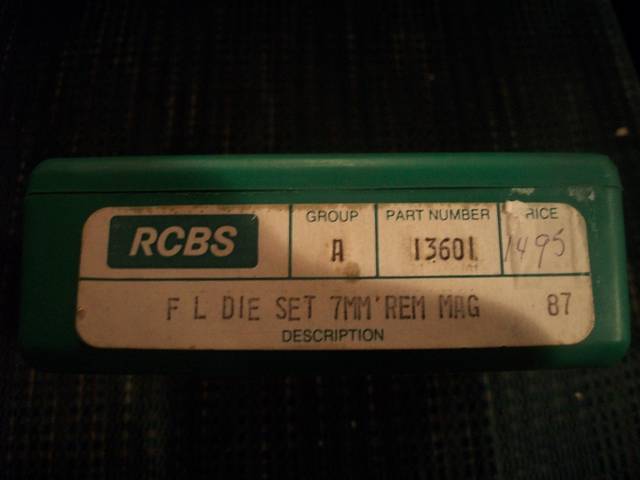 RCBS
GROUP PART NUMBER RICE
A 13601 1495
F L DIE SET 7MM REM MAG 87
DESCRIPTION